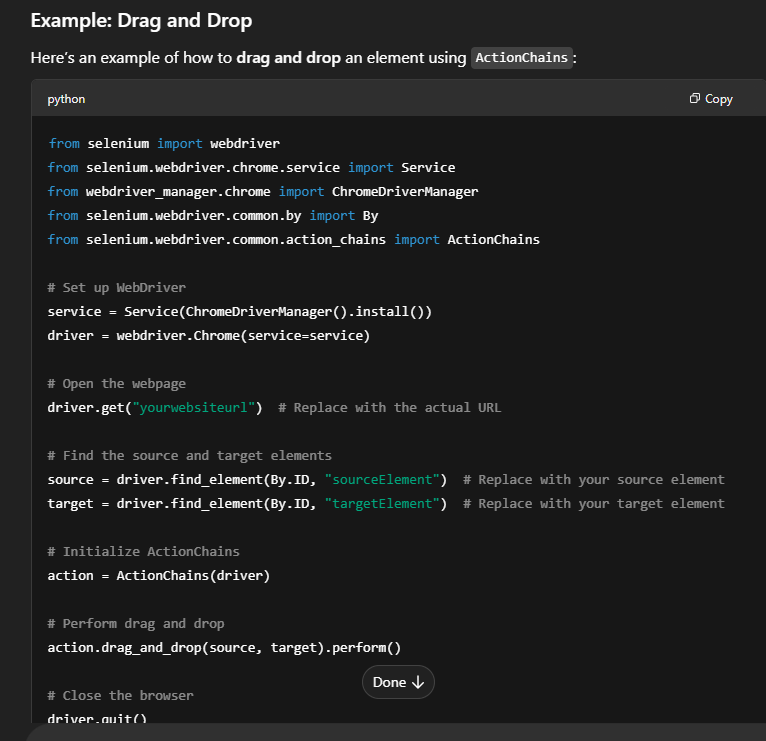 Example: Drag and Drop
Here's an example of how to drag and drop an element using ActionChains:
python
Copy
from selenium import webdriver
from selenium.webdriver.chrome.service import Service
from webdriver_manager.chrome import ChromeDriverManager
from selenium.webdriver.common.by import By
from selenium.webdriver.common.action_chains import ActionChains
# Set up WebDriver
service = Service(ChromeDriverManager().install())
driver = webdriver.Chrome(service=service)
# Open the webpage
driver.get("yourwebsiteurl")  # Replace with the actual URL
# Find the source and target elements
source = driver.find_element(By.ID, "sourceElement")  # Replace with your source element
target = driver.find_element(By.ID, "targetElement")  # Replace with your target element
# Initialize ActionChains
action = ActionChains(driver)
# Perform drag and drop
action.drag_and_drop(source, target).perform()
Done ↓
# Close the browser
driver.quit()